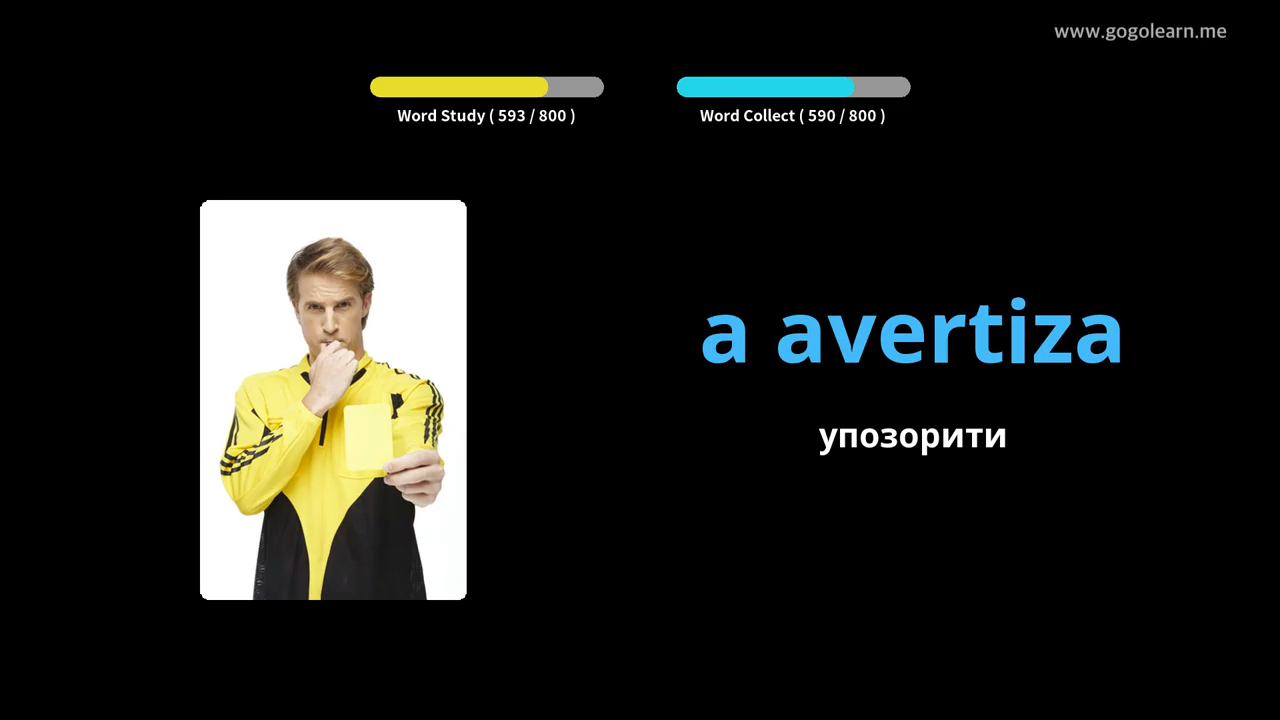 www.gogolearn.me
Word Study ( 593 / 800 )
Word Collect ( 590 / 800 )
a avertiza
упозорити